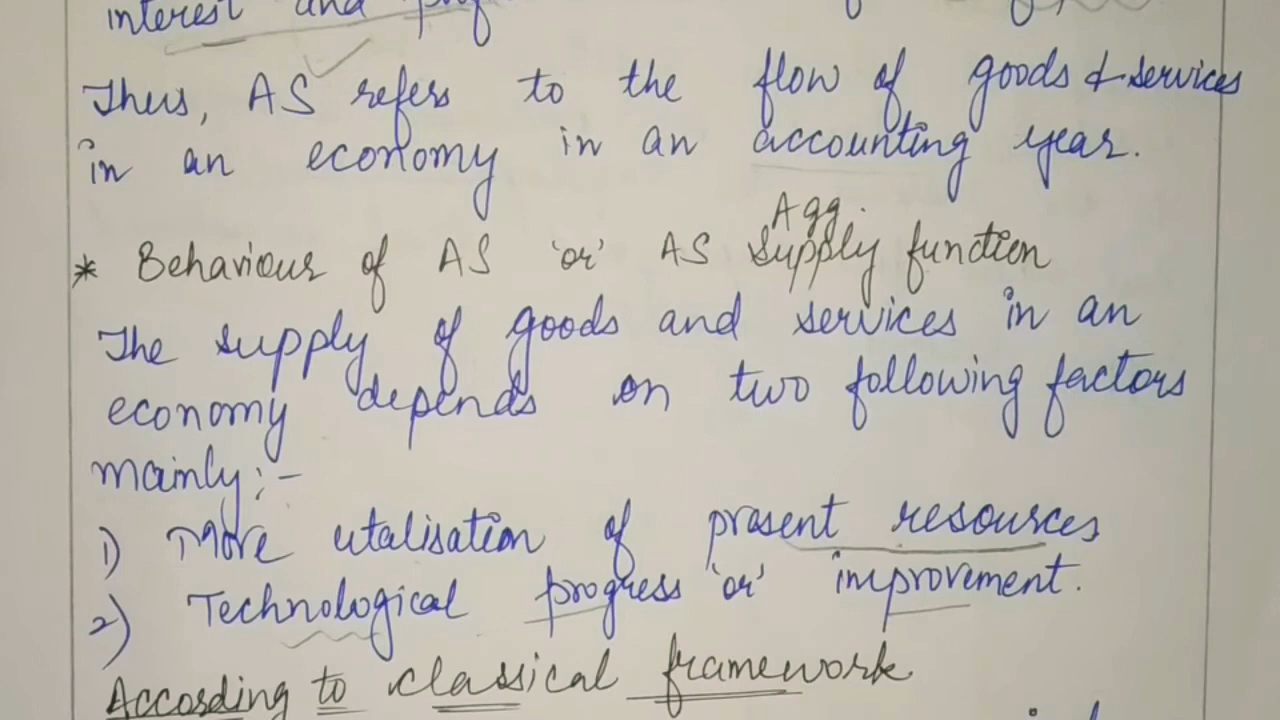 interest and
Thus, AS refers to the flow of goods & services
in an economy in an accounting year.
Agg.
* Behaviour of AS 'or' AS supply function
The supply of goods and services in an
economy depends on two following factors
mainly:-
1) More utalisation of present resources
2) Technological progress 'or' improvement.
According to classical framework